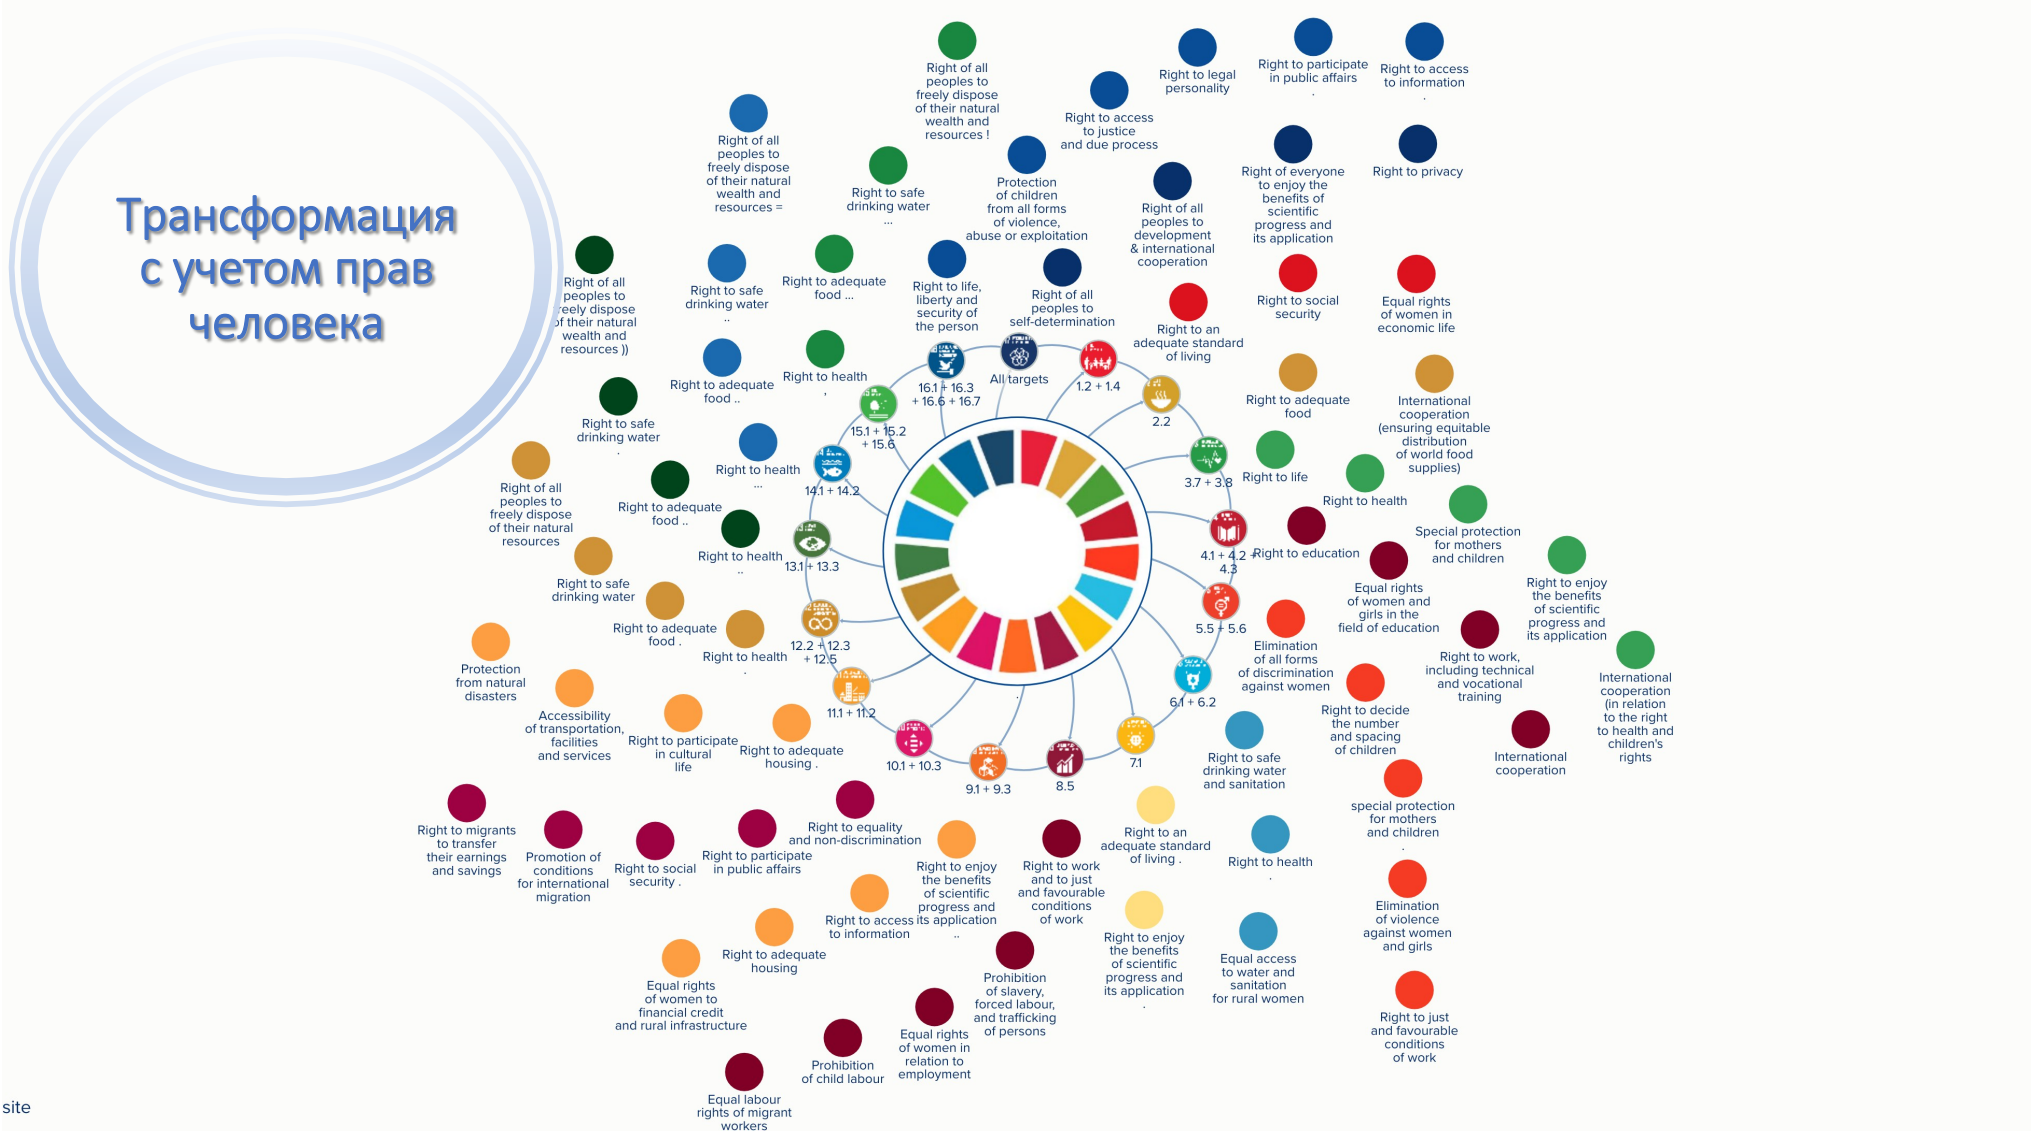 Трансформация
с учетом прав
человека
Right of all
peoples to
freely dispose
of their natural
wealth and
resources !
Right to legal
personality
Right to participate
in public affairs
.
Right to access
to information
.
Right to access
to justice
and due process
Right of all
peoples to
freely dispose
of their natural
wealth and
resources =
Right to safe
drinking water
...
Protection
of children
from all forms
of violence,
abuse or exploitation
Right of all
peoples to
development
& international
cooperation
Right of everyone
to enjoy the
benefits of
scientific
progress and
its application
Right to privacy
Right of all
peoples to
freely dispose
of their natural
wealth and
resources ))
Right to safe
drinking water
..
Right to adequate
food ...
Right to life,
liberty and
security of
the person
Right of all
peoples to
self-determination
Right to an
adequate standard
of living
Right to social
security
Equal rights
of women in
economic life
Right to adequate
food ..
Right to health
,
16.1 + 16.3
+ 16.6 + 16.7
All targets
1.2 + 1.4
2.2
Right to adequate
food
International
cooperation
(ensuring equitable
distribution
of world food
supplies)
Right to safe
drinking water
.
Right to health
...
15.1 + 15.2
+ 15.6
14.1 + 14.2
3.7 + 3.8
Right to life
Right to health
Special protection
for mothers
and children
Right of all
peoples to
freely dispose
of their natural
resources
Right to adequate
food ..
Right to health
..
13.1 + 13.3
4.1 + 4.2 +
4.3
Right to education
Equal rights
of women and
girls in the
field of education
Right to enjoy
the benefits
of scientific
progress and
its application
Right to safe
drinking water
Right to adequate
food .
Right to health
.
12.2 + 12.3
+ 12.5
5.5 + 5.6
Elimination
of all forms
of discrimination
against women
Right to work,
including technical
and vocational
training
International
cooperation
(in relation
to the right
to health and
children's
rights
Protection
from natural
disasters
Accessibility
of transportation,
facilities
and services
Right to participate
in cultural
life
Right to adequate
housing .
11.1 + 11.2
10.1 + 10.3
9.1 + 9.3
8.5
7.1
6.1 + 6.2
.
Right to safe
drinking water
and sanitation
Right to decide
the number
and spacing
of children
International
cooperation
special protection
for mothers
and children
.
Right to migrants
to transfer
their earnings
and savings
Promotion of
conditions
for international
migration
Right to social
security .
Right to participate
in public affairs
Right to equality
and non-discrimination
Right to enjoy
the benefits
of scientific
progress and
its application
..
Right to work
and to just
and favourable
conditions
of work
Right to an
adequate standard
of living .
Right to health
.
Elimination
of violence
against women
and girls
Right to access
to information
Right to adequate
housing
Equal rights
of women to
financial credit
and rural infrastructure
Prohibition
of slavery,
forced labour,
and trafficking
of persons
Right to enjoy
the benefits
of scientific
progress and
its application
.
Equal access
to water and
sanitation
for rural women
Right to just
and favourable
conditions
of work
Equal rights
of women in
relation to
employment
Prohibition
of child labour
Equal labour
rights of migrant
workers
site